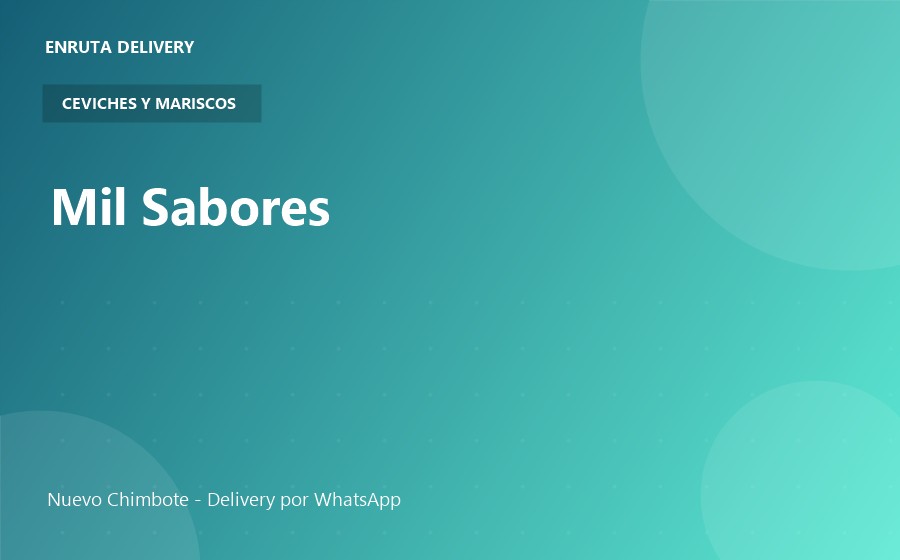 ENRUTA DELIVERY
CEVICHES Y MARISCOS
Mil Sabores
Nuevo Chimbote - Delivery por WhatsApp